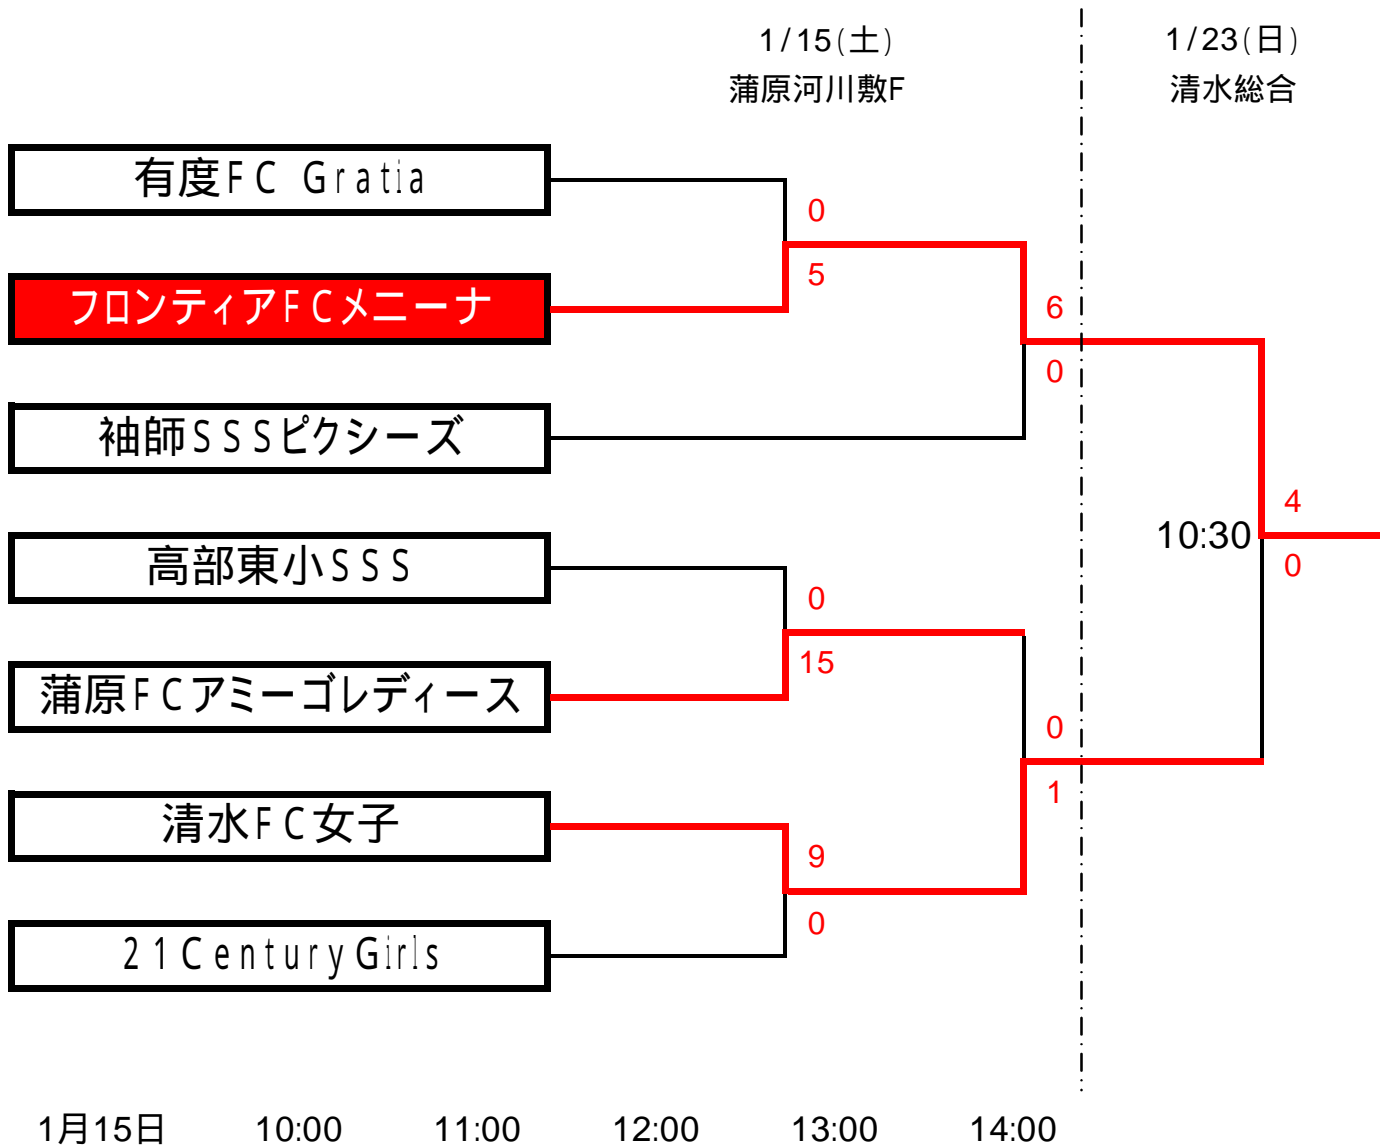 1/15(土)
1/23(日)
蒲原河川敷F
清水総合
有度FC Gratia
0
5
フロンティアFCメニーナ
6
0
袖師SSSピクシーズ
4
10:30
0
高部東小SSS
0
15
蒲原FCアミーゴレディース
0
1
清水FC女子
9
0
21CenturyGirls
1月15日 10:00 11:00 12:00 13:00 14:00